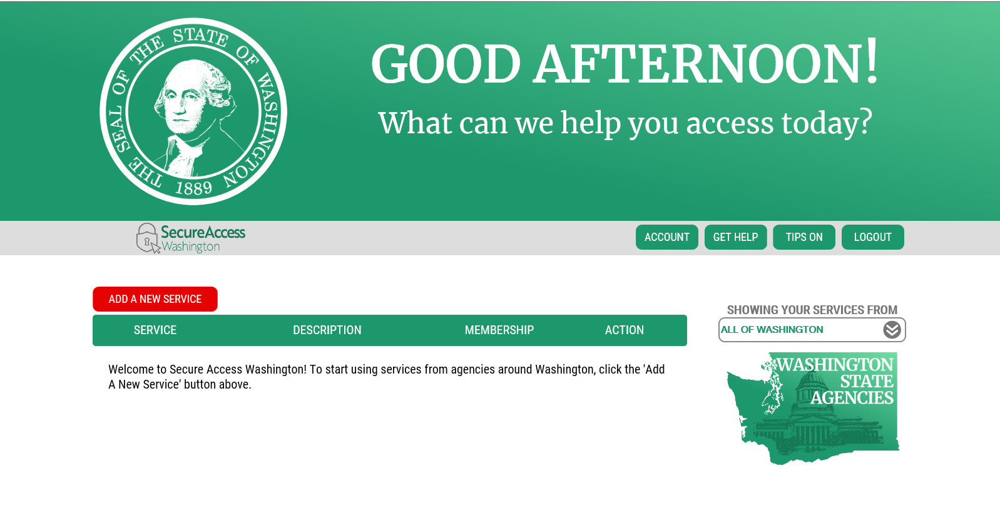 THE SEAL OF THE STATE OF WASHINGTON
1889
GOOD AFTERNOON!
What can we help you access today?
SecureAccess
Washington
ACCOUNT
GET HELP
TIPS ON
LOGOUT
ADD A NEW SERVICE
SERVICE
DESCRIPTION
MEMBERSHIP
ACTION
Welcome to Secure Access Washington! To start using services from agencies around Washington, click the 'Add
A New Service' button above.
SHOWING YOUR SERVICES FROM
ALL OF WASHINGTON
WASHINGTON
STATE
AGENCIES